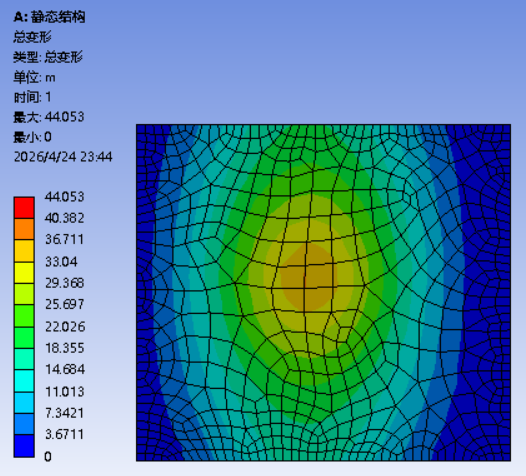 A: 静态结构
总变形
类型: 总变形
单位: m
时间: 1
最大: 44.053
最小: 0
2026/4/24 23:44
44.053
40.382
36.711
33.04
29.368
25.697
22.026
18.355
14.684
11.013
7.3421
3.6711
0